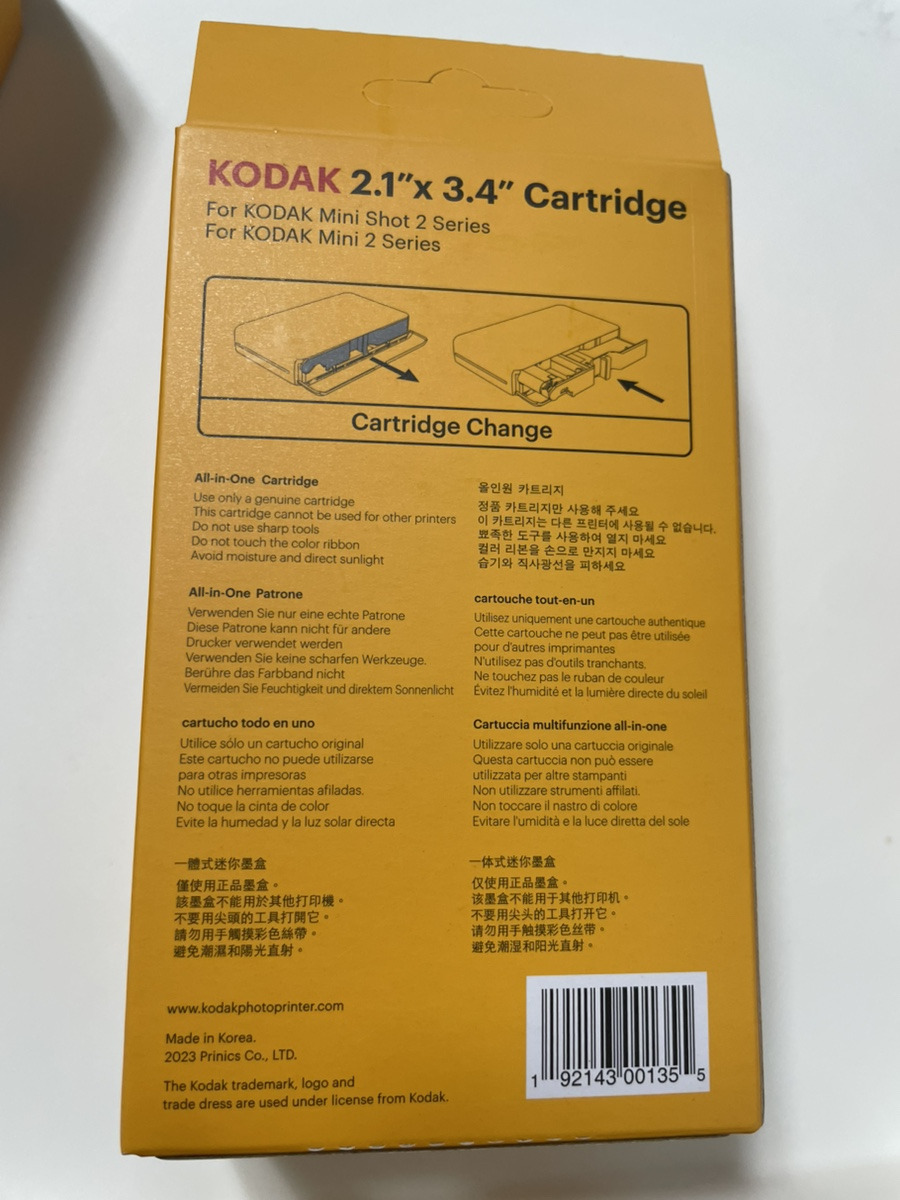 KODAK 2.1″x 3.4″ Cartridge
For KODAK Mini Shot 2 Series
For KODAK Mini 2 Series
Cartridge Change
All-in-One Cartridge
Use only a genuine cartridge
This cartridge cannot be used for other printers
Do not use sharp tools
Do not touch the color ribbon
Avoid moisture and direct sunlight
올인원 카트리지
정품 카트리지만 사용해 주세요
이 카트리지는 다른 프린터에 사용될 수 없습니다.
뾰족한 도구를 사용하여 열지 마세요
컬러 리본을 손으로 만지지 마세요
습기와 직사광선을 피하세요
All-in-One Patrone
Verwenden Sie nur eine echte Patrone
Diese Patrone kann nicht für andere
Drucker verwendet werden
Verwenden Sie keine scharfen Werkzeuge.
Berühre das Farbband nicht
Vermeiden Sie Feuchtigkeit und direktem Sonnenlicht
cartouche tout-en-un
Utilisez uniquement une cartouche authentique
Cette cartouche ne peut pas être utilisée
pour d'autres imprimantes
N'utilisez pas d'outils tranchants.
Ne touchez pas le ruban de couleur
Évitez l'humidité et la lumière directe du soleil
cartucho todo en uno
Utilice sólo un cartucho original
Este cartucho no puede utilizarse
para otras impresoras
No utilice herramientas afiladas.
No toque la cinta de color
Evite la humedad y la luz solar directa
Cartuccia multifunzione all-in-one
Utilizzare solo una cartuccia originale
Questa cartuccia non può essere
utilizzata per altre stampanti
Non utilizzare strumenti affilati.
Non toccare il nastro di colore
Evitare l'umidità e la luce diretta del sole
一體式迷你墨盒
僅使用正品墨盒。
該墨盒不能用於其他打印機。
不要用尖頭的工具打開它。
請勿用手觸摸彩色絲帶。
避免潮濕和陽光直射。
一体式迷你墨盒
仅使用正品墨盒。
该墨盒不能用于其他打印机。
不要用尖头的工具打开它。
请勿用手触摸彩色丝带。
避免潮湿和阳光直射。
www.kodakphotoprinter.com
Made in Korea.
2023 Prinics Co., LTD.
The Kodak trademark, logo and
trade dress are used under license from Kodak.
1 92143 00135 5